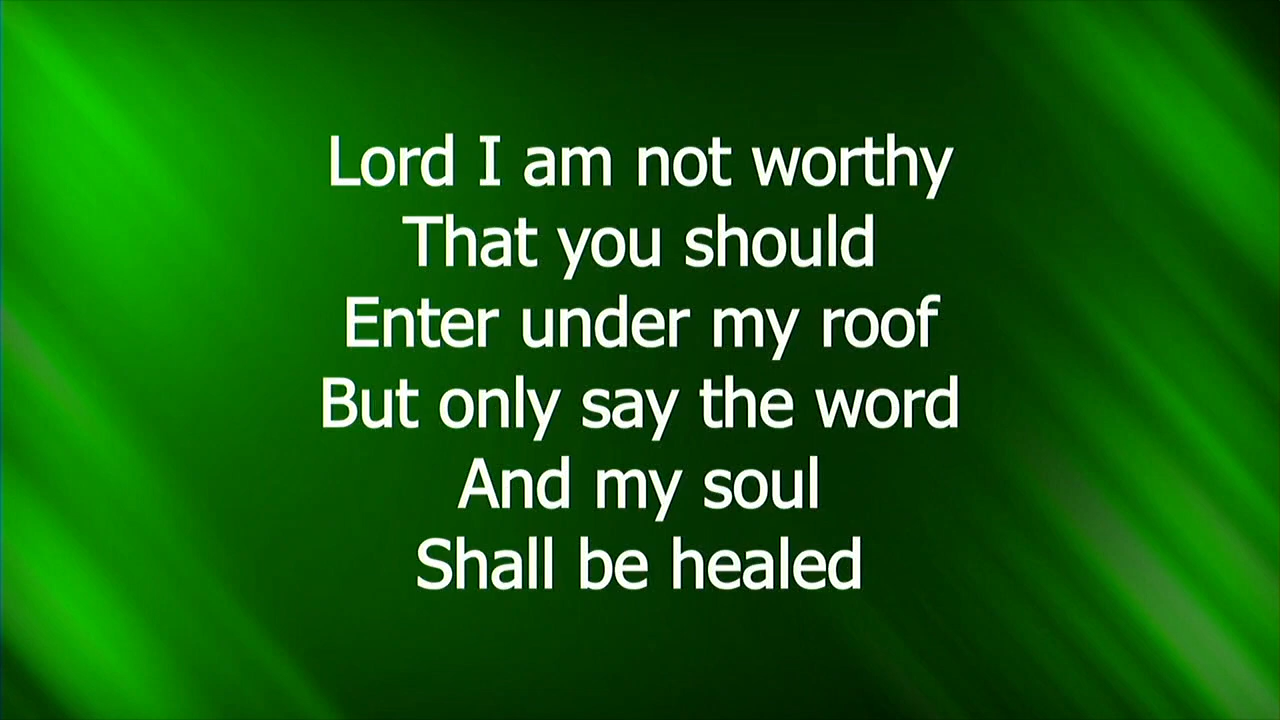 Lord I am not worthy
That you should
Enter under my roof
But only say the word
And my soul
Shall be healed